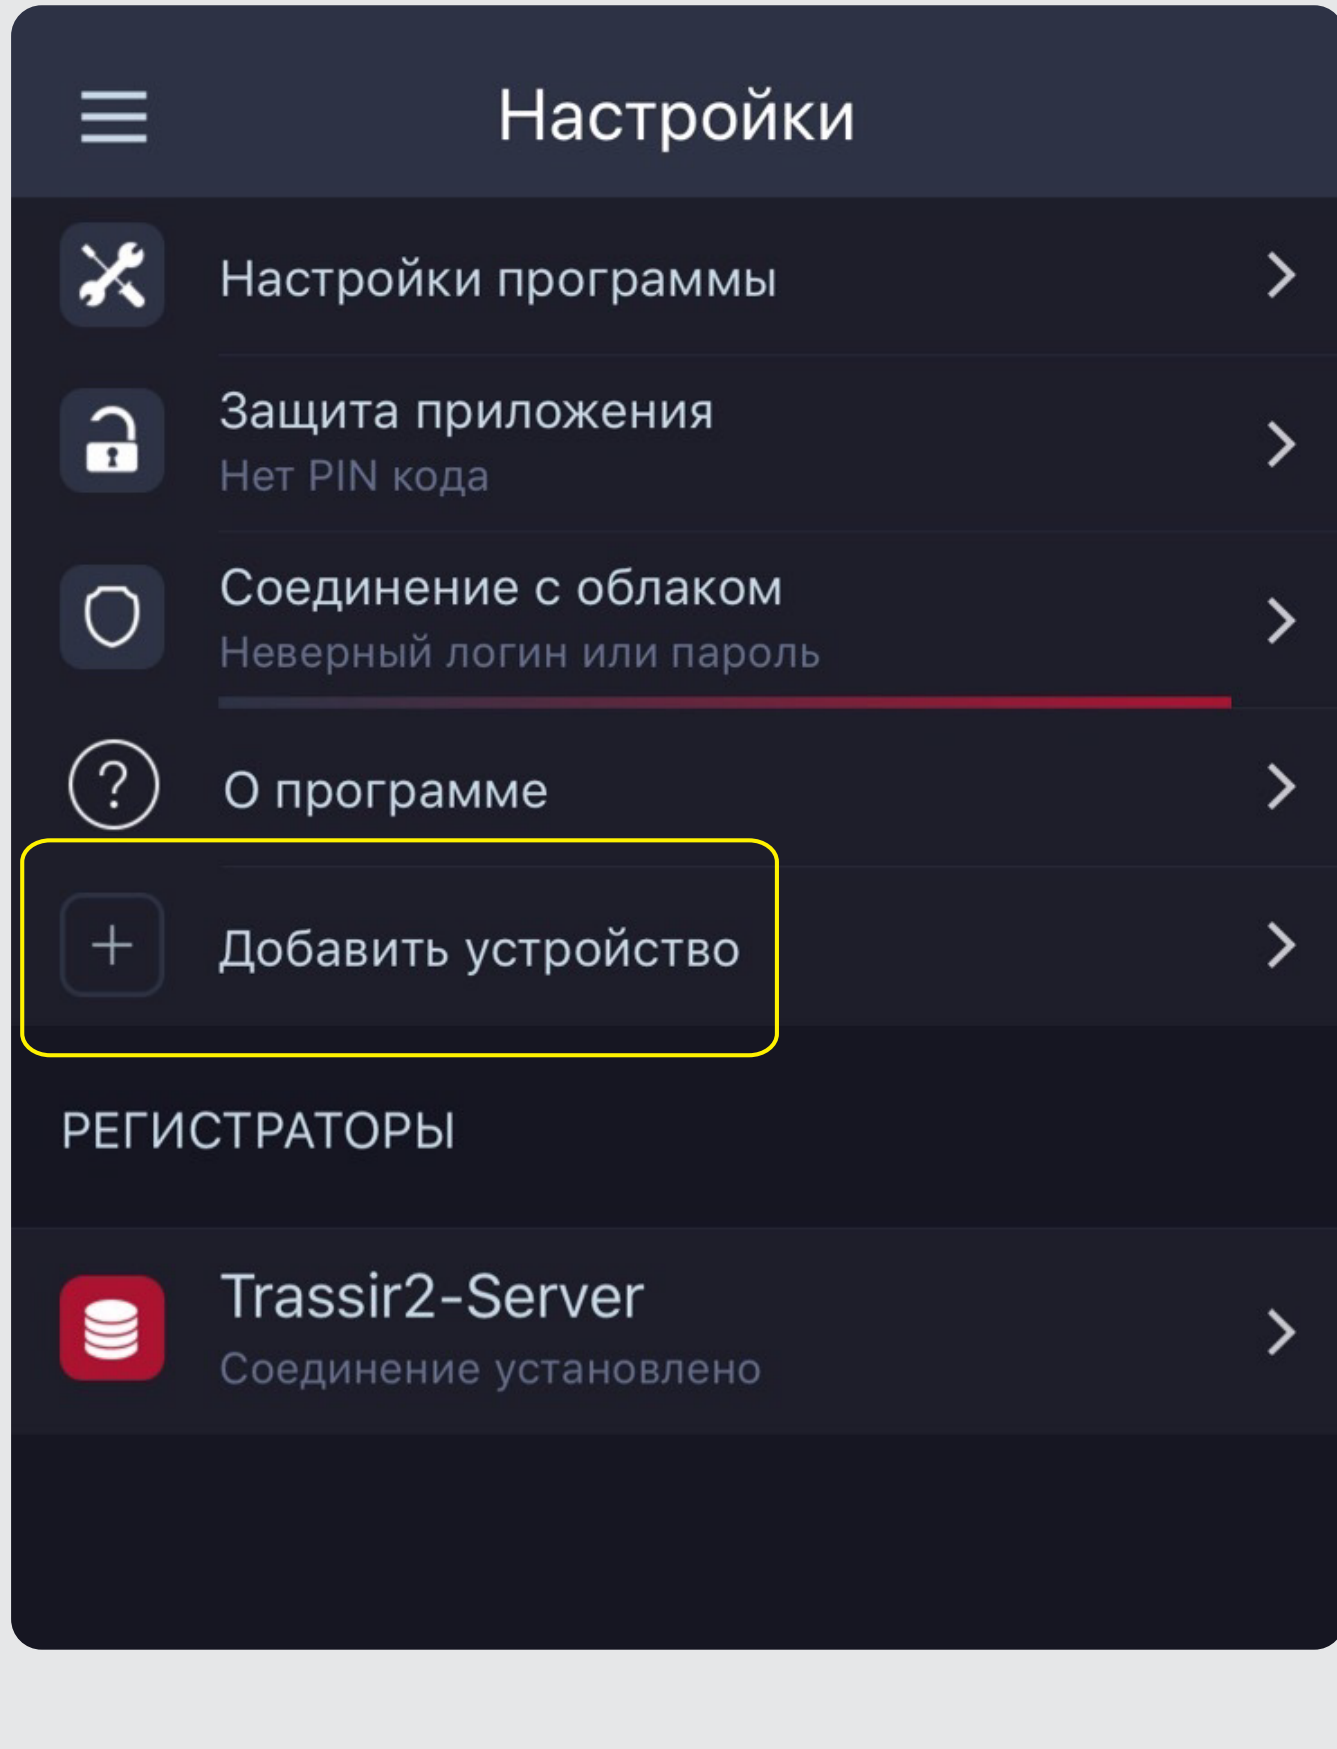 Настройки
Настройки программы
Защита приложения
Нет PIN кода
Соединение с облаком
Неверный логин или пароль
?
О программе
Добавить устройство
РЕГИСТРАТОРЫ
Trassir2-Server
Соединение установлено